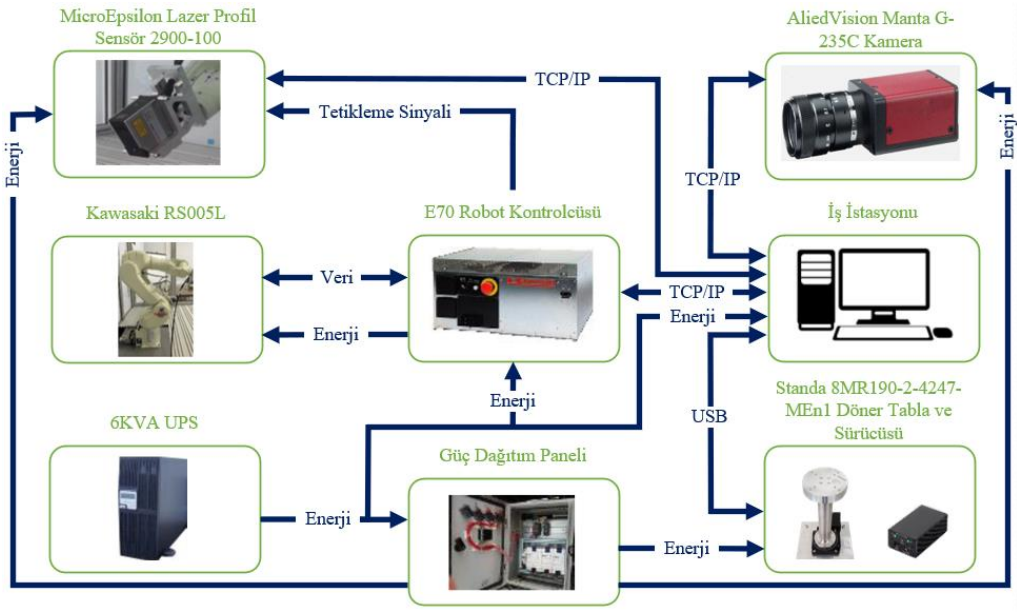 MicroEpsilon Lazer Profil
Sensör 2900-100
AliedVision Manta G-
235C Kamera
TCP/IP
Tetikleme Sinyali
Enerji
Enerji
TCP/IP
Kawasaki RS005L
E70 Robot Kontrolcüsü
İş İstasyonu
Veri
TCP/IP
Enerji
Enerji
Enerji
USB
Standa 8MR190-2-4247-
MEn1 Döner Tabla ve
Sürücüsü
6KVA UPS
Güç Dağıtım Paneli
Enerji
Enerji